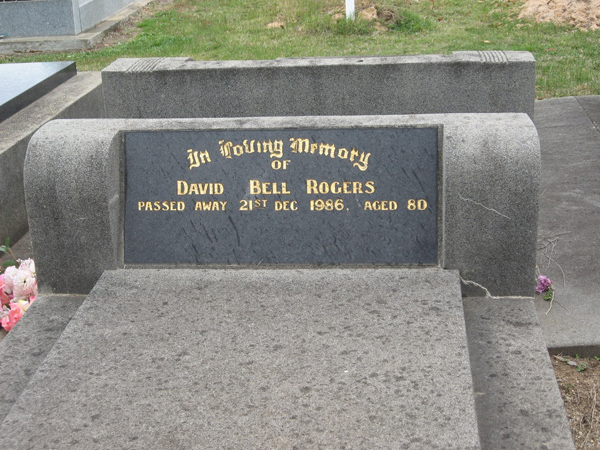 In Loving Memory
OF
DAVID BELL ROGERS
PASSED AWAY 21ST DEC 1986. AGED 80